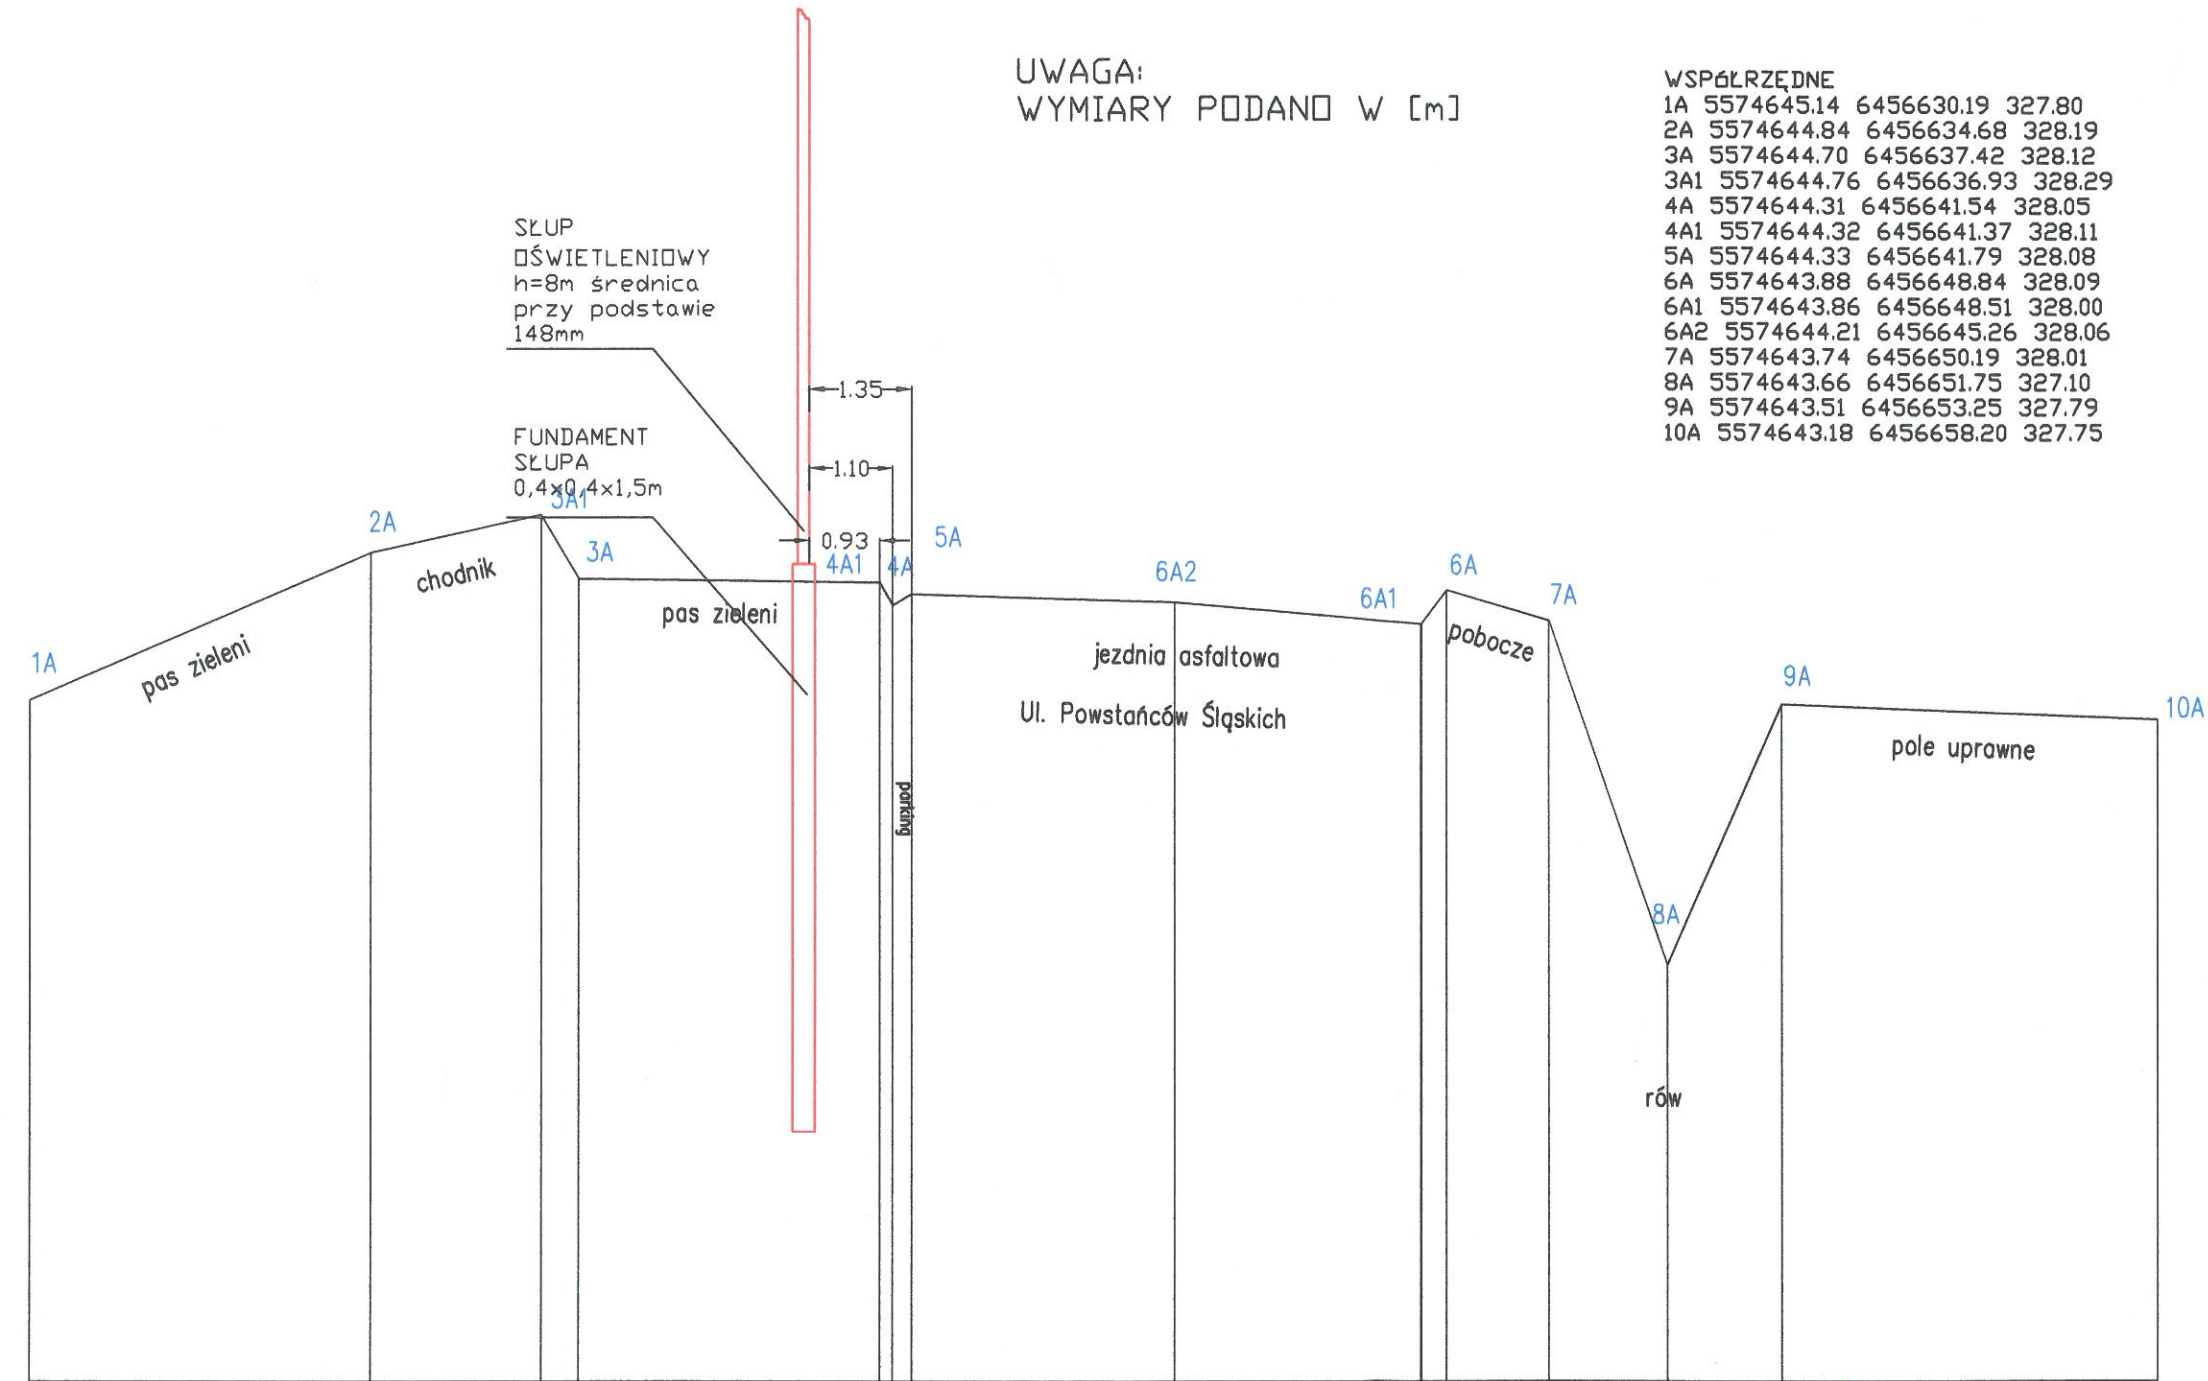 UWAGA:
WYMIARY PODANO W [m]
WSPÓŁRZĘDNE
1A 5574645.14 6456630.19 327.80
2A 5574644.84 6456634.68 328.19
3A 5574644.70 6456637.42 328.12
3A1 5574644.76 6456636.93 328.29
4A 5574644.31 6456641.54 328.05
4A1 5574644.32 6456641.37 328.11
5A 5574644.33 6456641.79 328.08
6A 5574643.88 6456648.84 328.09
6A1 5574643.86 6456648.51 328.00
6A2 5574644.21 6456645.26 328.06
7A 5574643.74 6456650.19 328.01
8A 5574643.66 6456651.75 327.10
9A 5574643.51 6456653.25 327.79
10A 5574643.18 6456658.20 327.75
SŁUP
OŚWIETLENIOWY
h=8m średnica
przy podstawie
148mm
1.35
FUNDAMENT
SŁUPA
0,4x0,4x1,5m
1.10
0.93
1A
2A
3A1
3A
4A1
4A
5A
6A2
6A1
6A
7A
8A
9A
10A
pas zieleni
chodnik
pas zieleni
parking
jezdnia asfaltowa
Ul. Powstańców Śląskich
pobocze
rów
pole uprawne